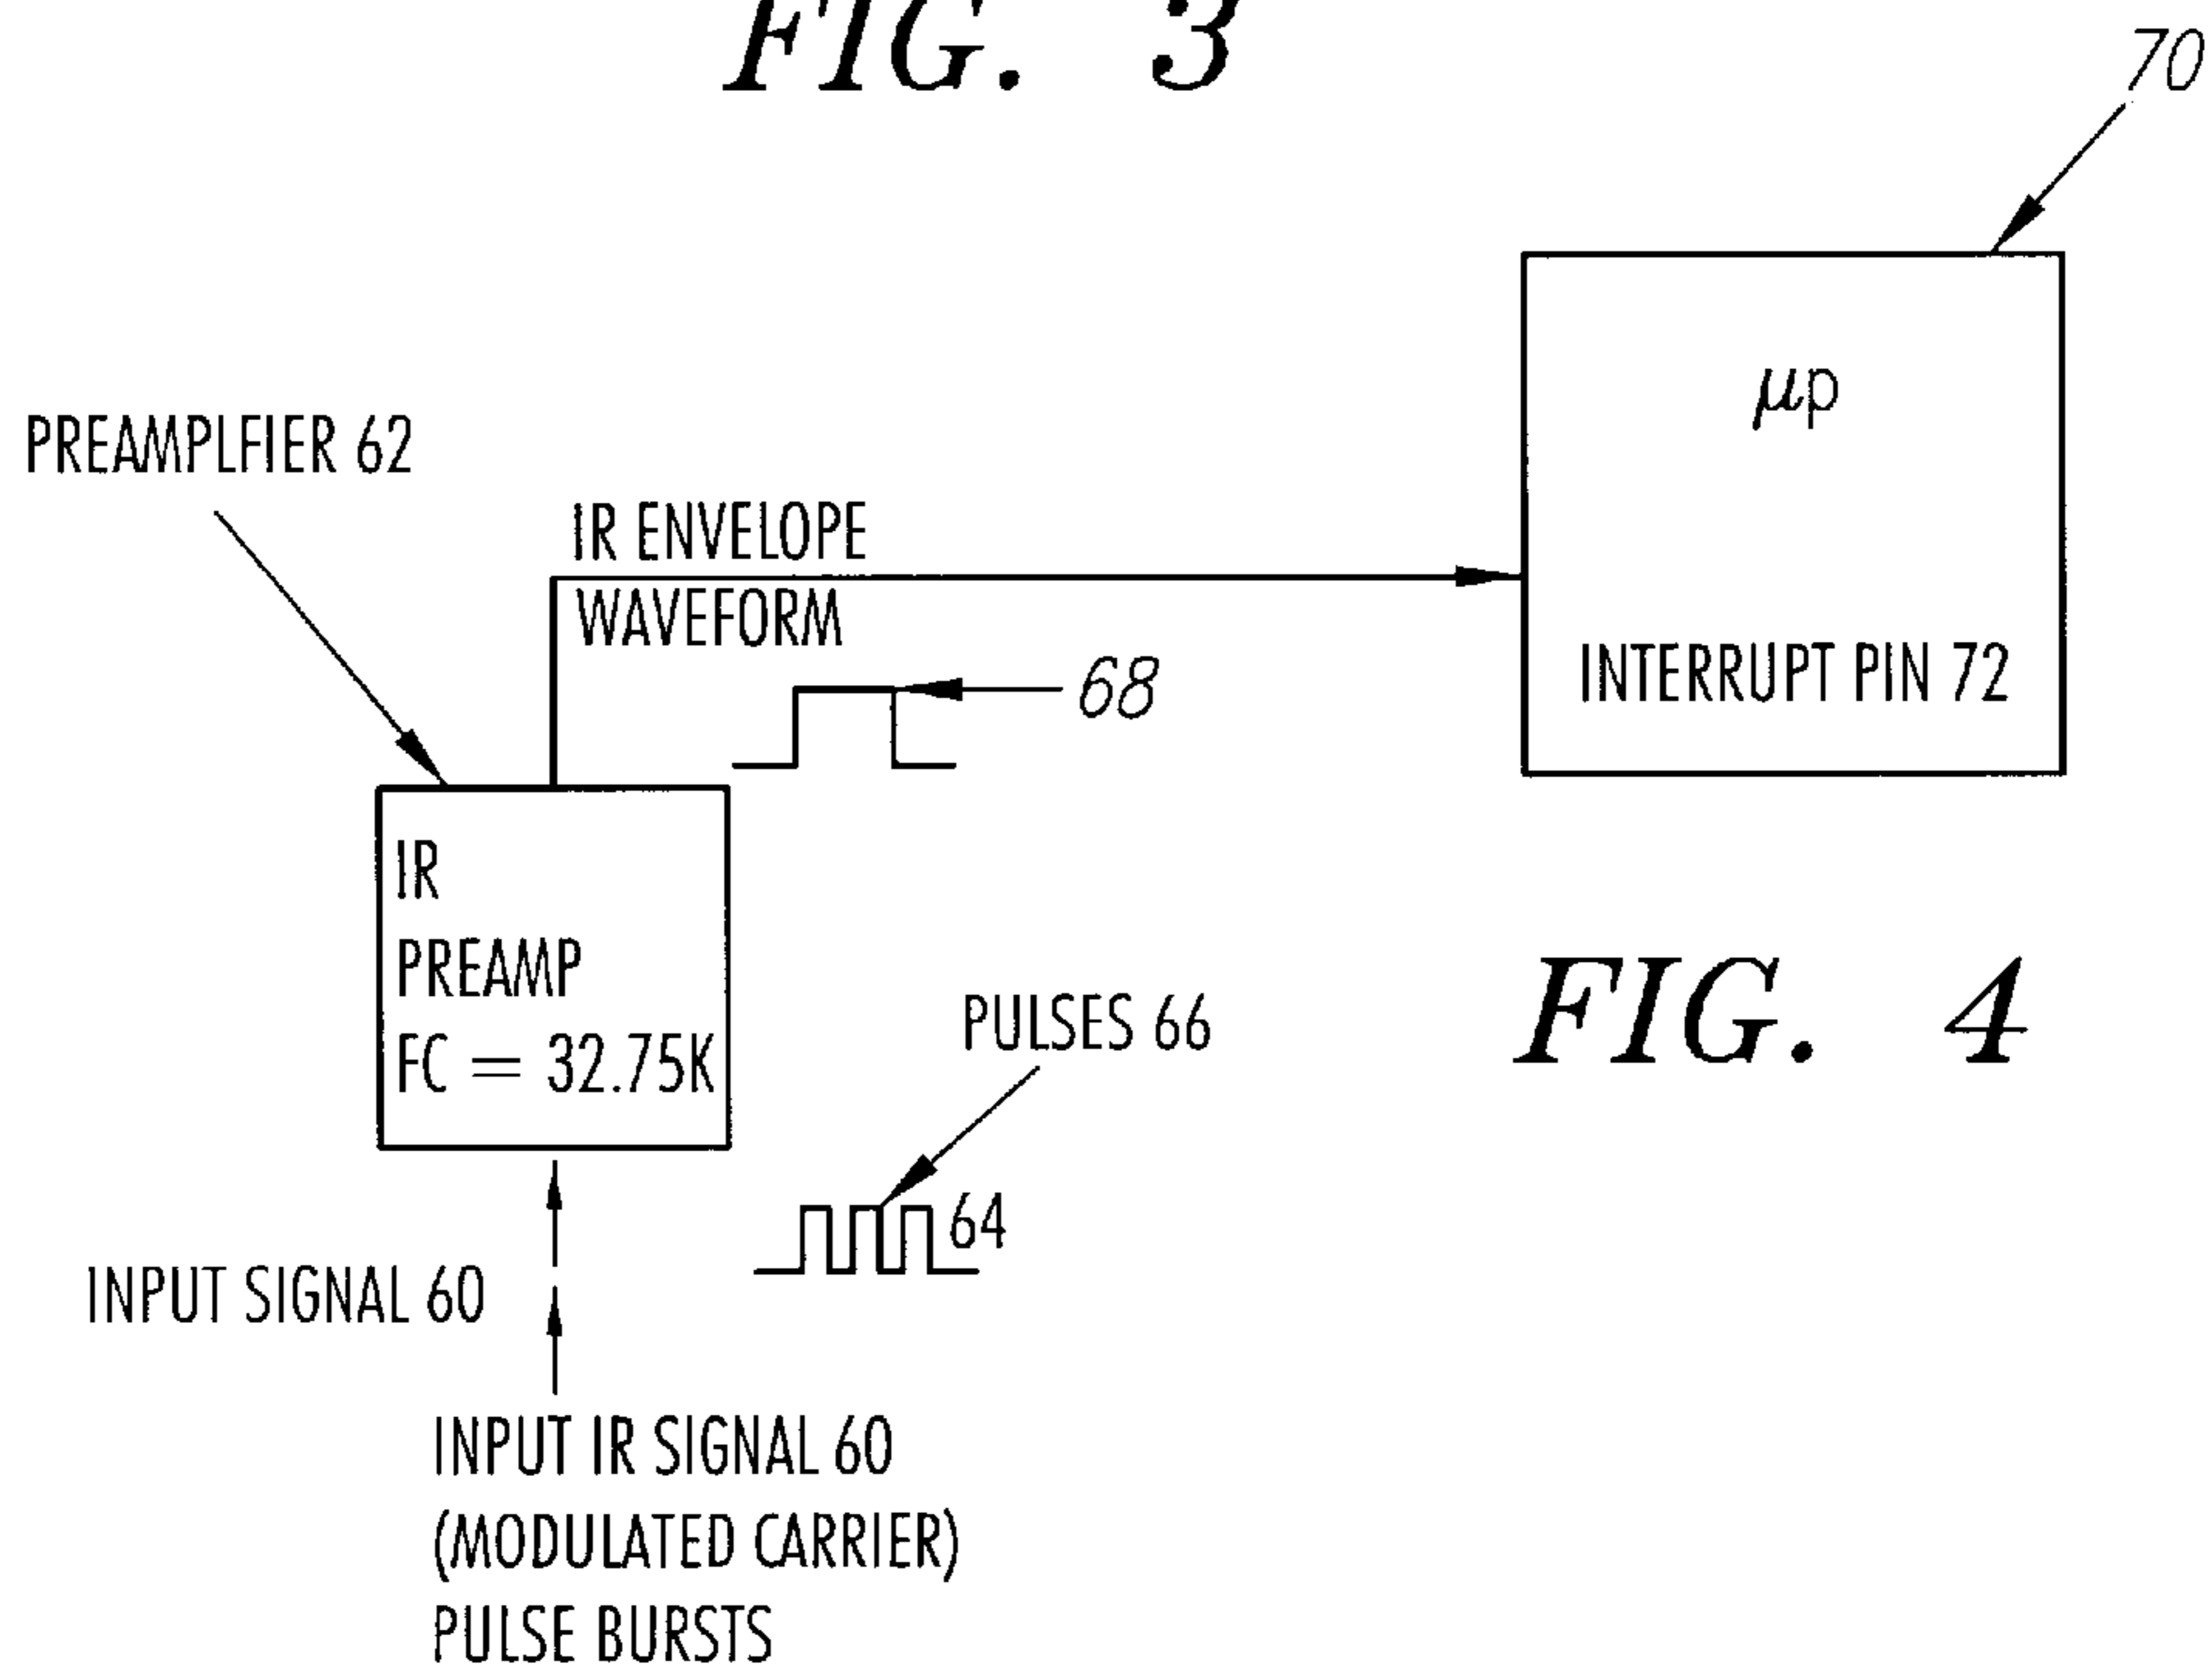 FIG. 3
70
μp
PREAMPLFIER 62
IR ENVELOPE
WAVEFORM
68
INTERRUPT PIN 72
IR
PREAMP
FC = 32.75K
FIG. 4
PULSES 66
64
INPUT SIGNAL 60
INPUT IR SIGNAL 60
(MODULATED CARRIER)
PULSE BURSTS